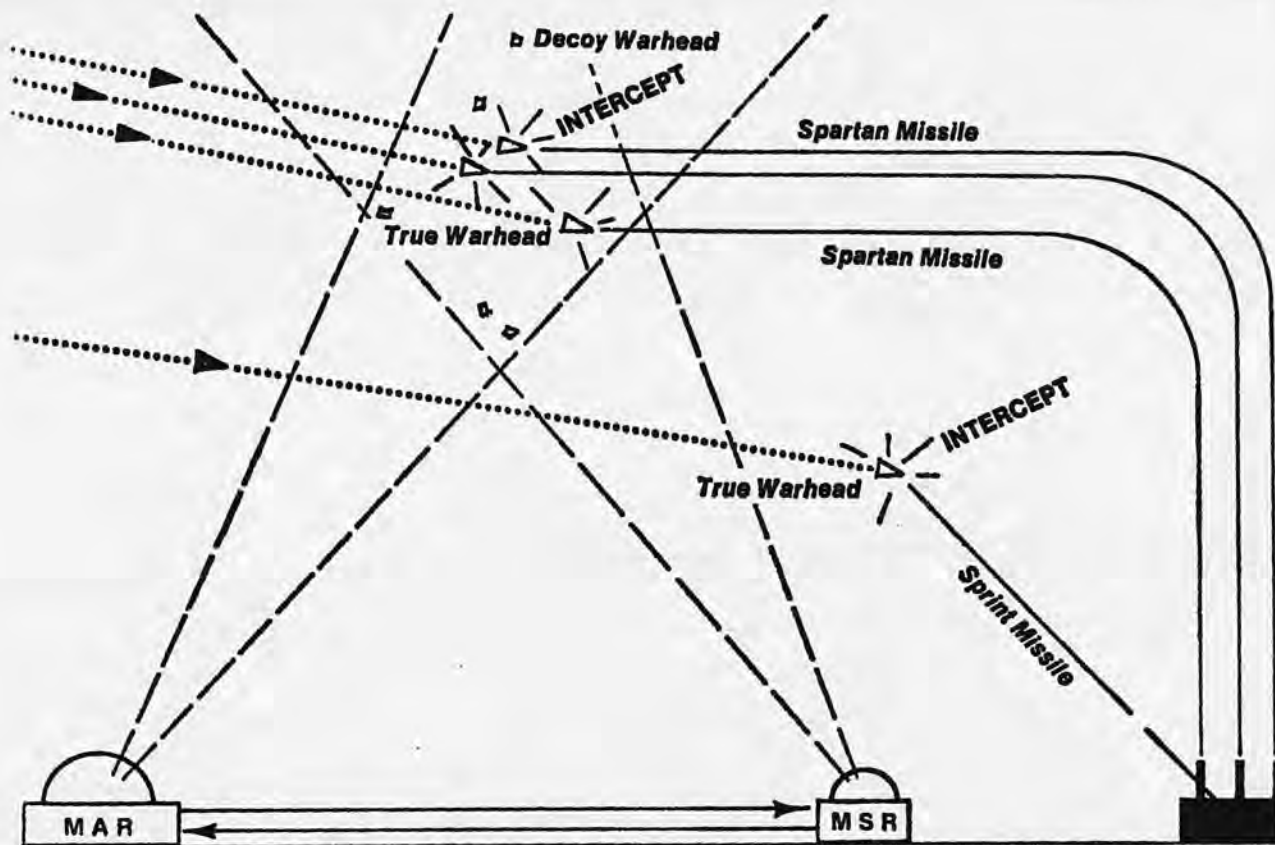 Decoy Warhead
INTERCEPT
Spartan Missile
True Warhead
Spartan Missile
INTERCEPT
True Warhead
Sprint Missile
MAR
MSR